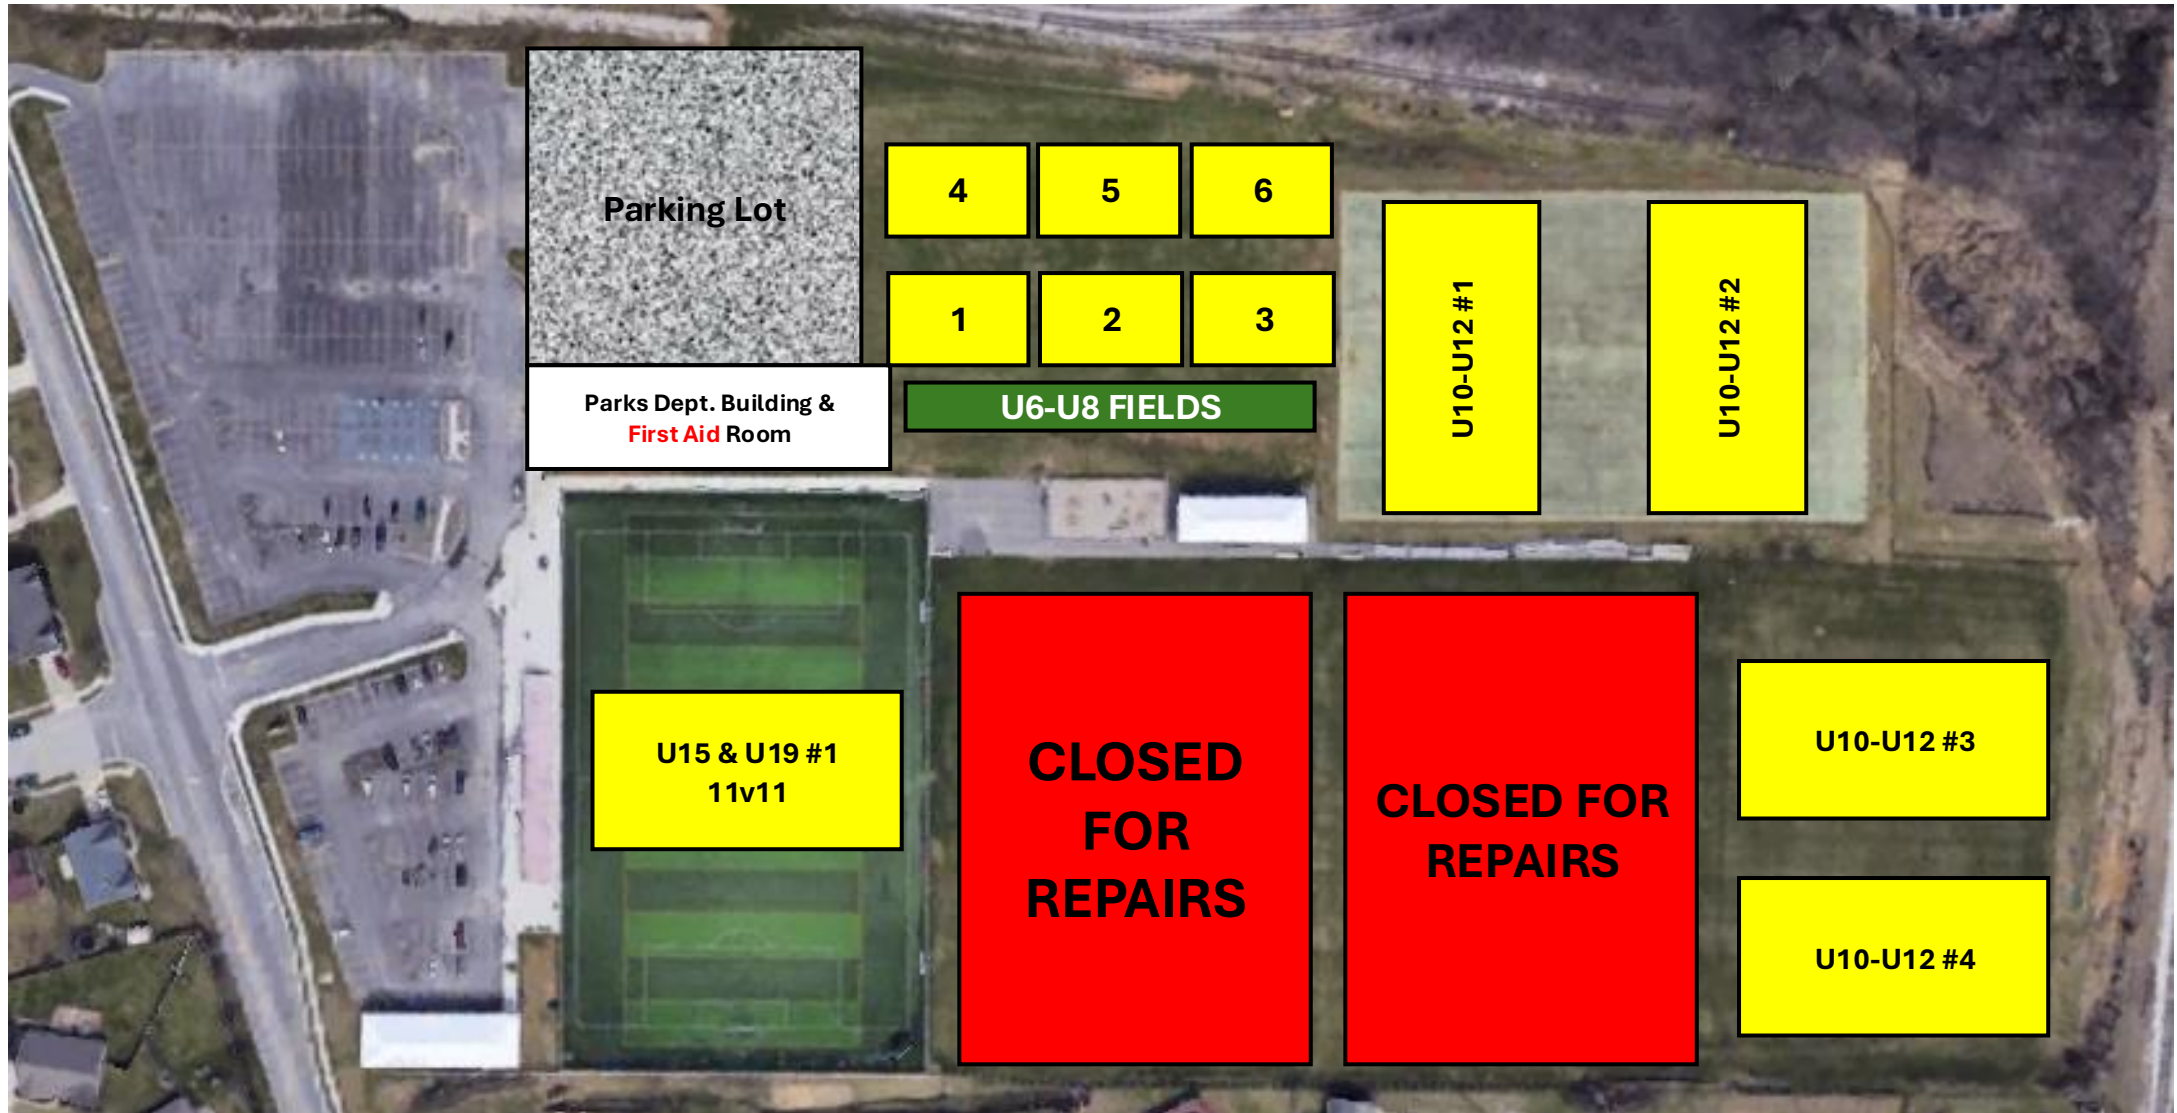 Parking Lot
4
5
6
1
2
3
Parks Dept. Building &
First Aid Room
U6-U8 FIELDS
U10-U12 #1
U10-U12 #2
U15 & U19 #1
11v11
CLOSED
FOR
REPAIRS
CLOSED FOR
REPAIRS
U10-U12 #3
U10-U12 #4